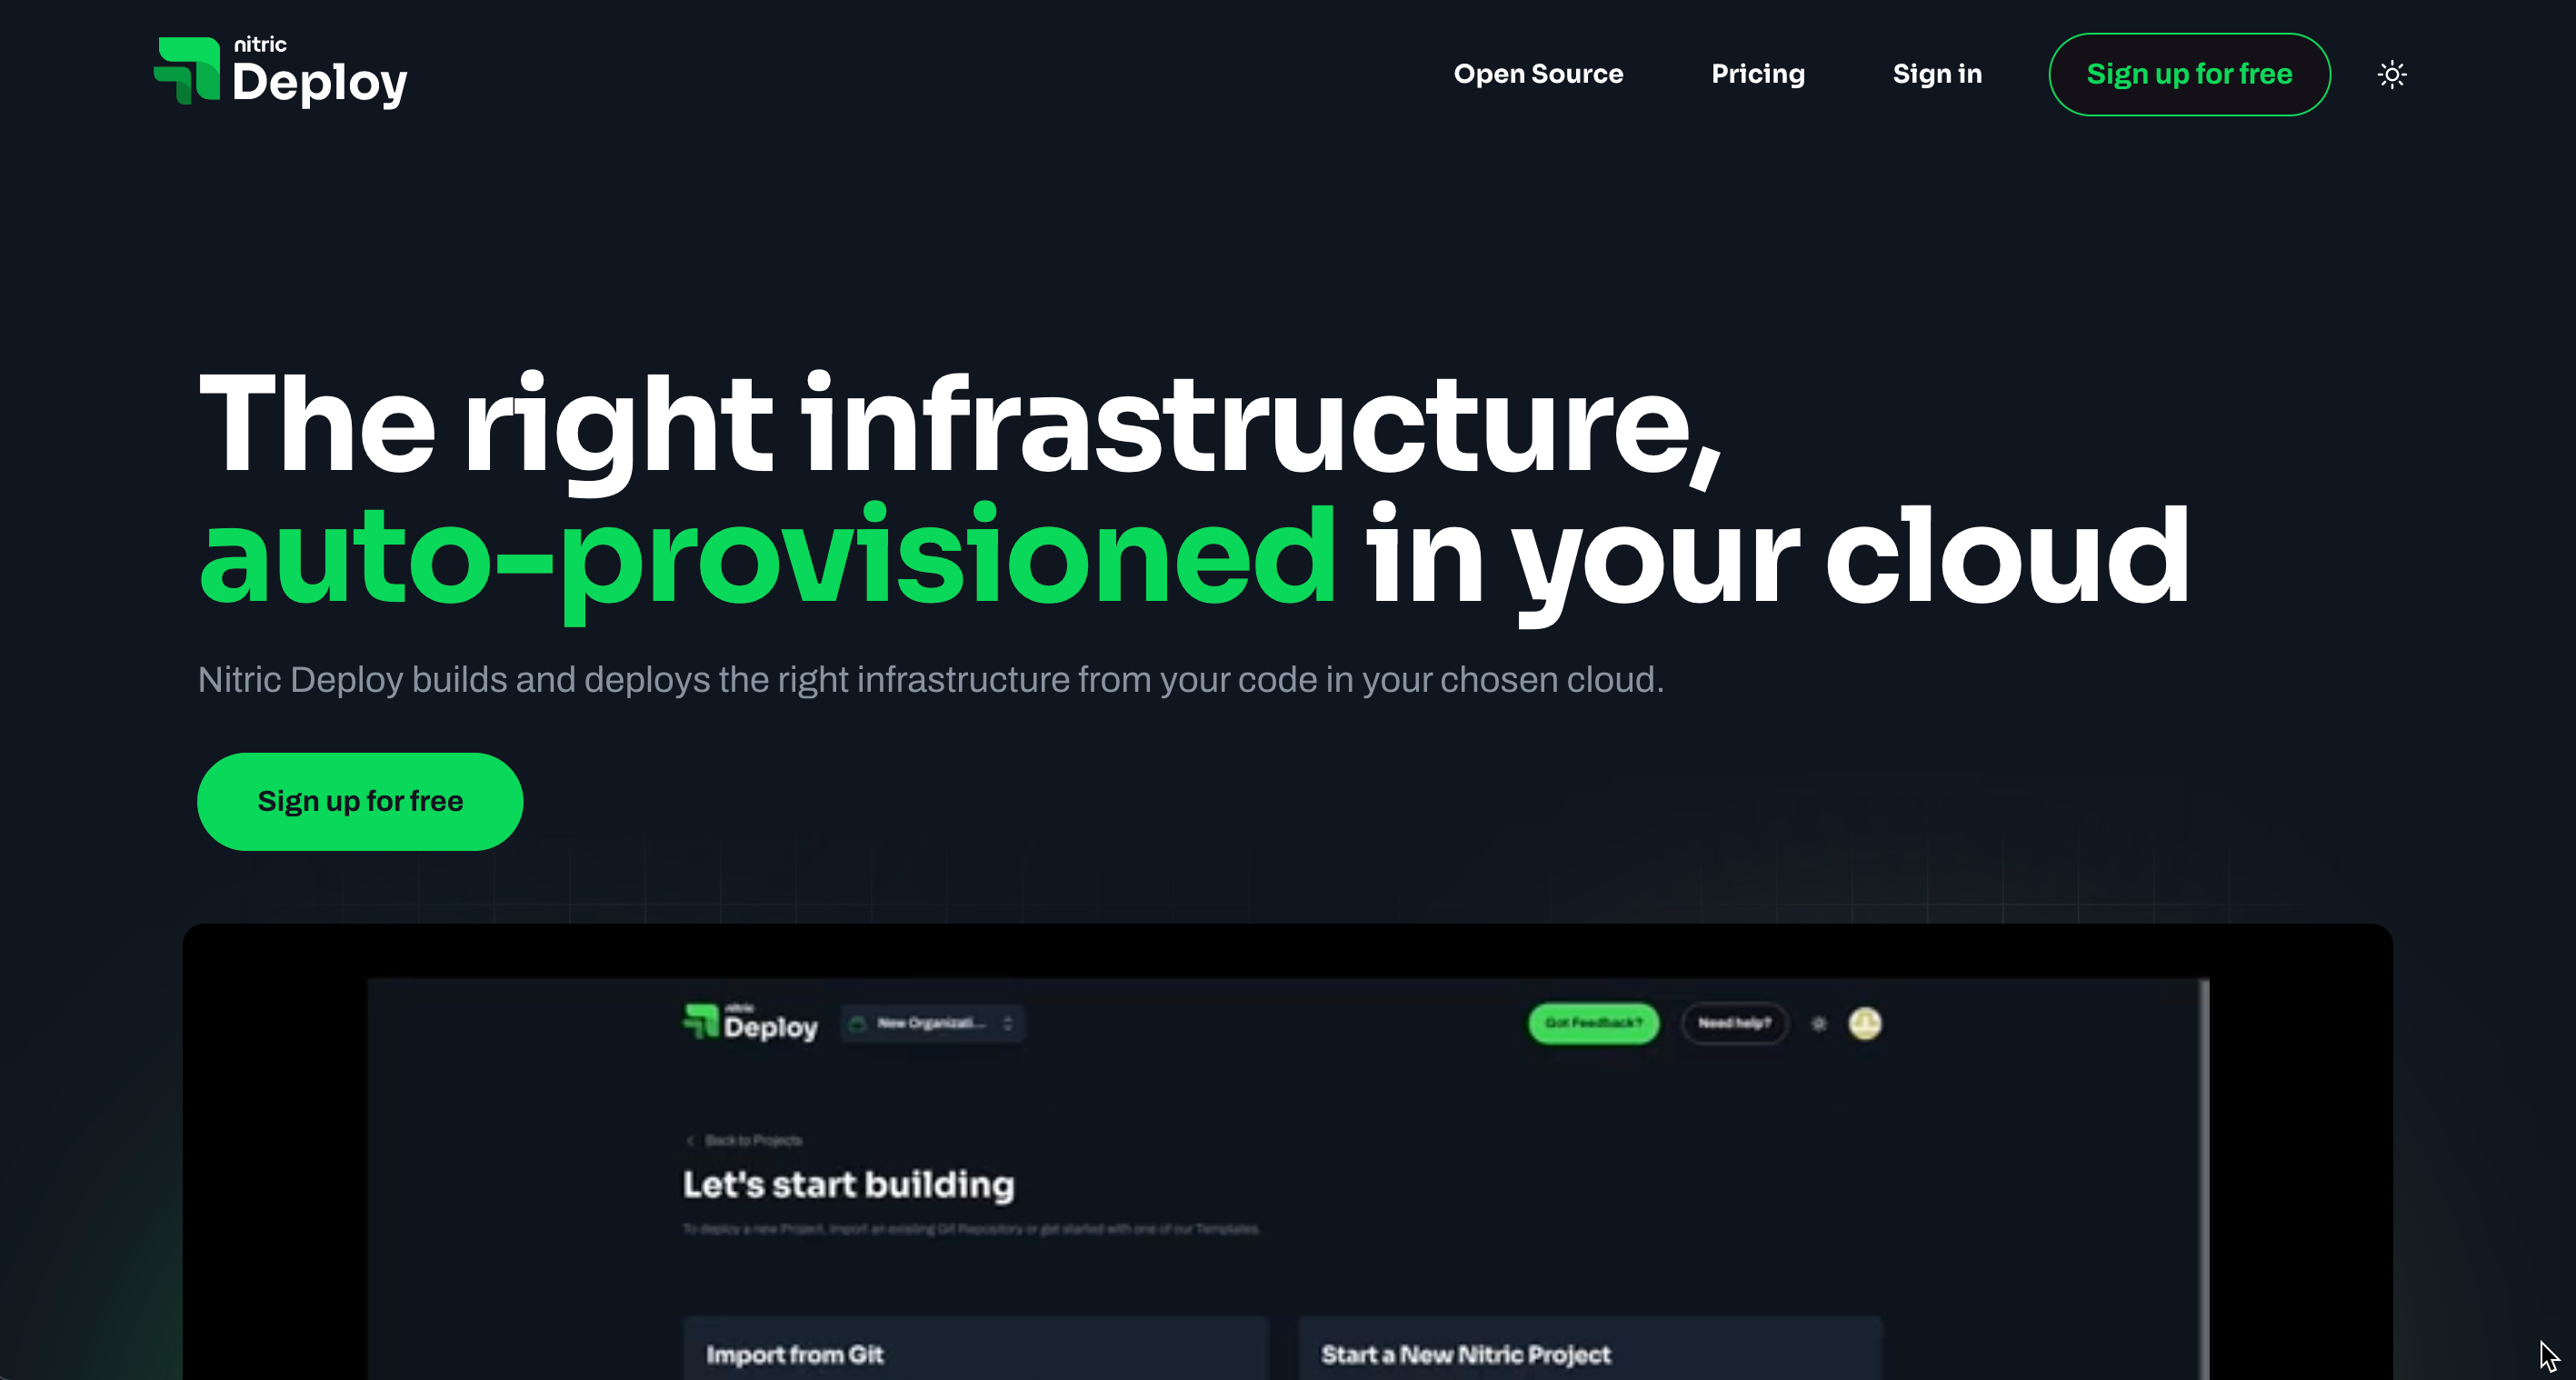 nitric
Deploy
Open Source
Pricing
Sign in
Sign up for free
The right infrastructure,
auto-provisioned in your cloud
Nitric Deploy builds and deploys the right infrastructure from your code in your chosen cloud.
Sign up for free
nitric
Deploy
New Organizati...
Got Feedback?
Need help?
Back to Projects
Let's start building
To deploy a new Project, import an existing Git Repository or get started with one of our Templates.
Import from Git
Start a New Nitric Project